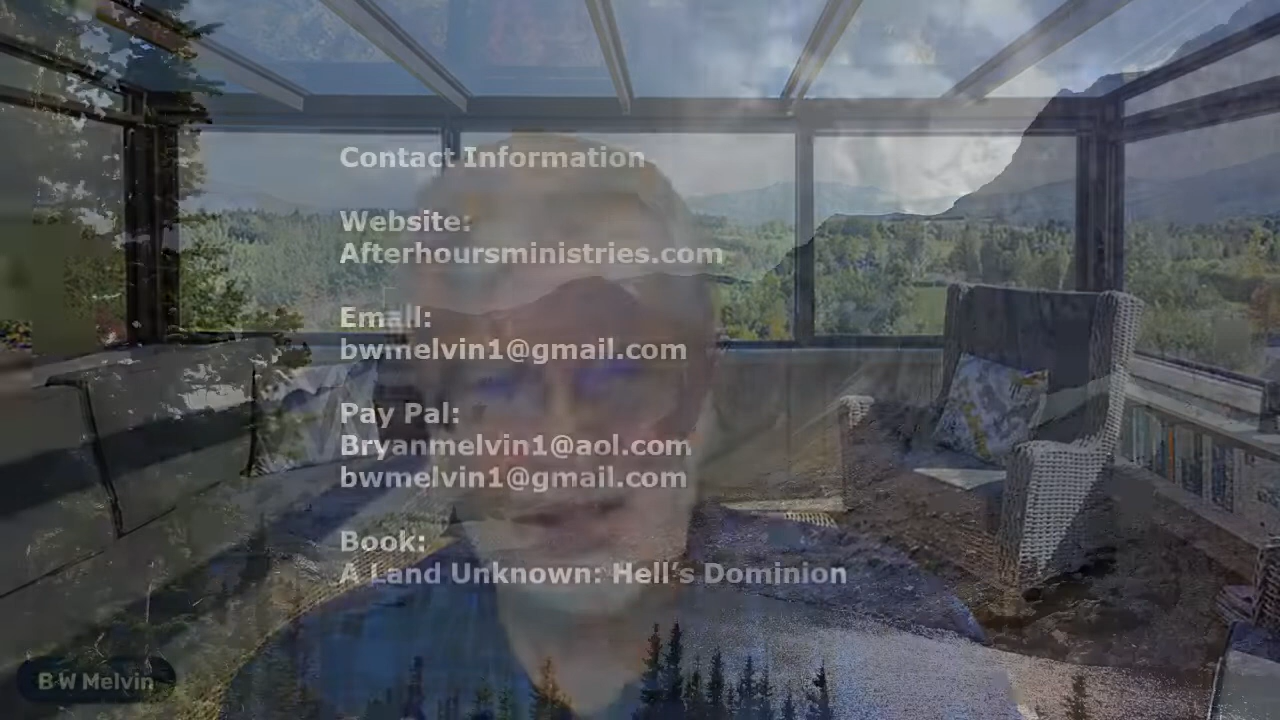 Contact Information
Website:
Afterhoursministries.com
Email:
bwmelvin1@gmail.com
Pay Pal:
Bryanmelvin1@aol.com
bwmelvin1@gmail.com
Book:
A Land Unknown: Hell's Dominion
B W Melvin